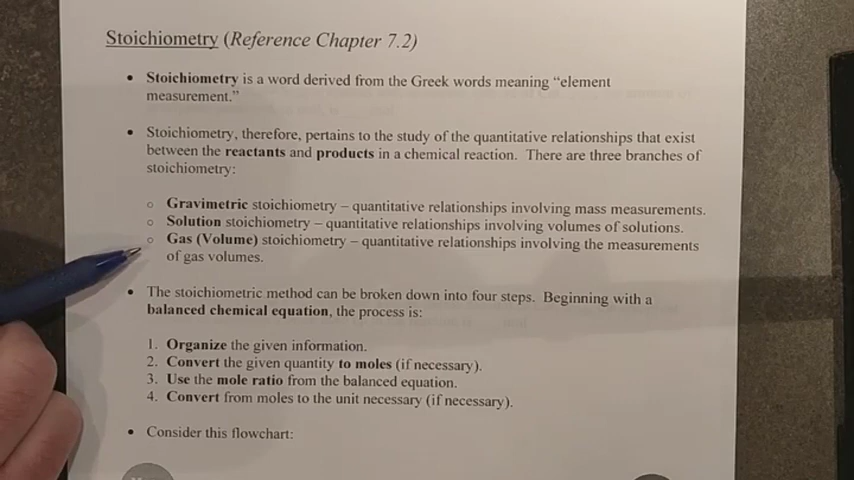 Stoichiometry (Reference Chapter 7.2)
• Stoichiometry is a word derived from the Greek words meaning “element
measurement.”
• Stoichiometry, therefore, pertains to the study of the quantitative relationships that exist
between the reactants and products in a chemical reaction. There are three branches of
stoichiometry:
○ Gravimetric stoichiometry – quantitative relationships involving mass measurements.
○ Solution stoichiometry – quantitative relationships involving volumes of solutions.
○ Gas (Volume) stoichiometry – quantitative relationships involving the measurements
of gas volumes.
• The stoichiometric method can be broken down into four steps. Beginning with a
balanced chemical equation, the process is:
1. Organize the given information.
2. Convert the given quantity to moles (if necessary).
3. Use the mole ratio from the balanced equation.
4. Convert from moles to the unit necessary (if necessary).
• Consider this flowchart: